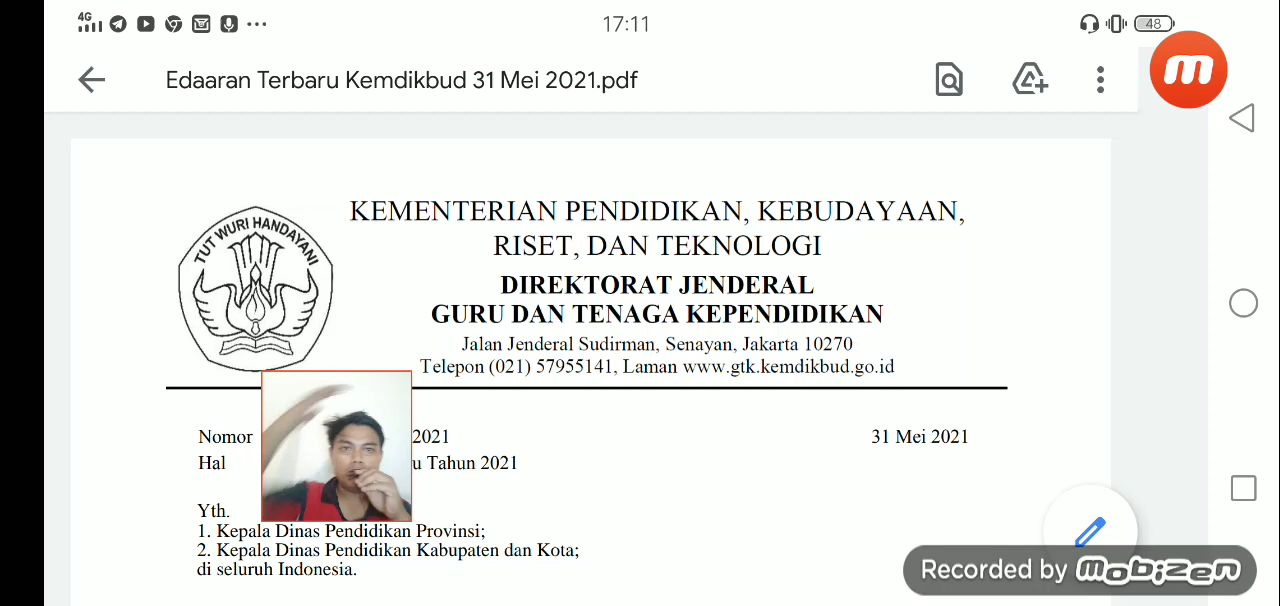 4G
17:11
48
Edaaran Terbaru Kemdikbud 31 Mei 2021.pdf
m
KEMENTERIAN PENDIDIKAN, KEBUDAYAAN,
RISET, DAN TEKNOLOGI
TUT WURI HANDAYANI
DIREKTORAT JENDERAL
GURU DAN TENAGA KEPENDIDIKAN
Jalan Jenderal Sudirman, Senayan, Jakarta 10270
Telepon (021) 57955141, Laman www.gtk.kemdikbud.go.id
Nomor 2021 31 Mei 2021
Hal u Tahun 2021
Yth.
1. Kepala Dinas Pendidikan Provinsi;
2. Kepala Dinas Pendidikan Kabupaten dan Kota;
di seluruh Indonesia.
Recorded by mobizen